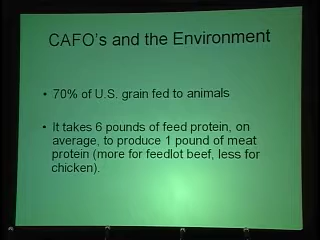 CAFO's and the Environment
• 70% of U.S. grain fed to animals
• It takes 6 pounds of feed protein, on
average, to produce 1 pound of meat
protein (more for feedlot beef, less for
chicken).